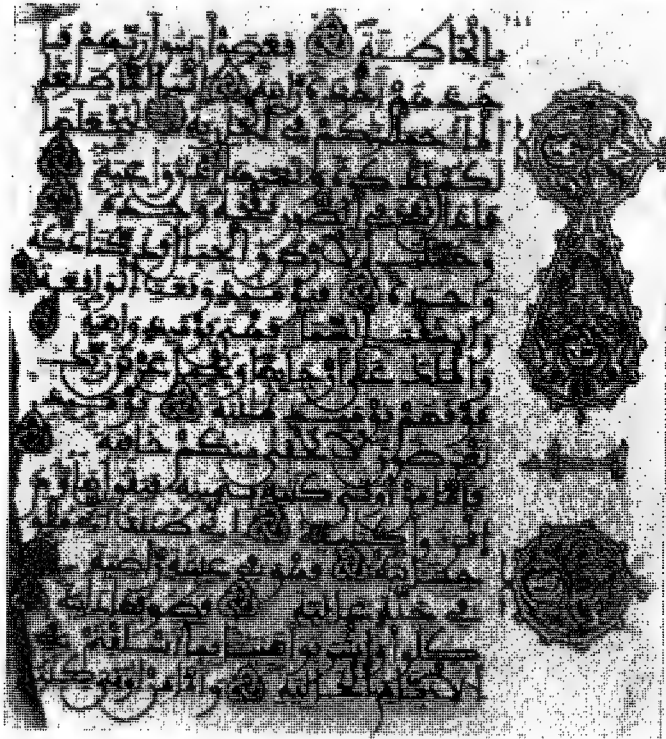 بالخاطئة فعصوا رسول ربهم فأ
خذهم أخذة رابية إنا لما طغا
الماء حملنكم في الجارية لنجعلها
لكم تذكرة وتعيها أذن واعية
فإذا نفخ في الصور نفخة وحدة
وحملت الأرض والجبال فدكتا دكة
وحدة فيومئذ وقعت الواقعة
وانشقت السماء فهي يومئذ واهية
والملك على أرجائها ويحمل عرش ربك
فوقهم يومئذ ثمنية يومئذ
تعرضون لا تخفى منكم خافية
فأما من أوتي كتبه بيمينه فيقول هاؤم
اقرءوا كتبيه إني ظننت أني ملق
حسابيه فهو في عيشة راضية
في جنة عالية قطوفها دانية
كلوا واشربوا هنيئا بما أسلفتم في
الأيام الخالية وأما من أوتي كتبه